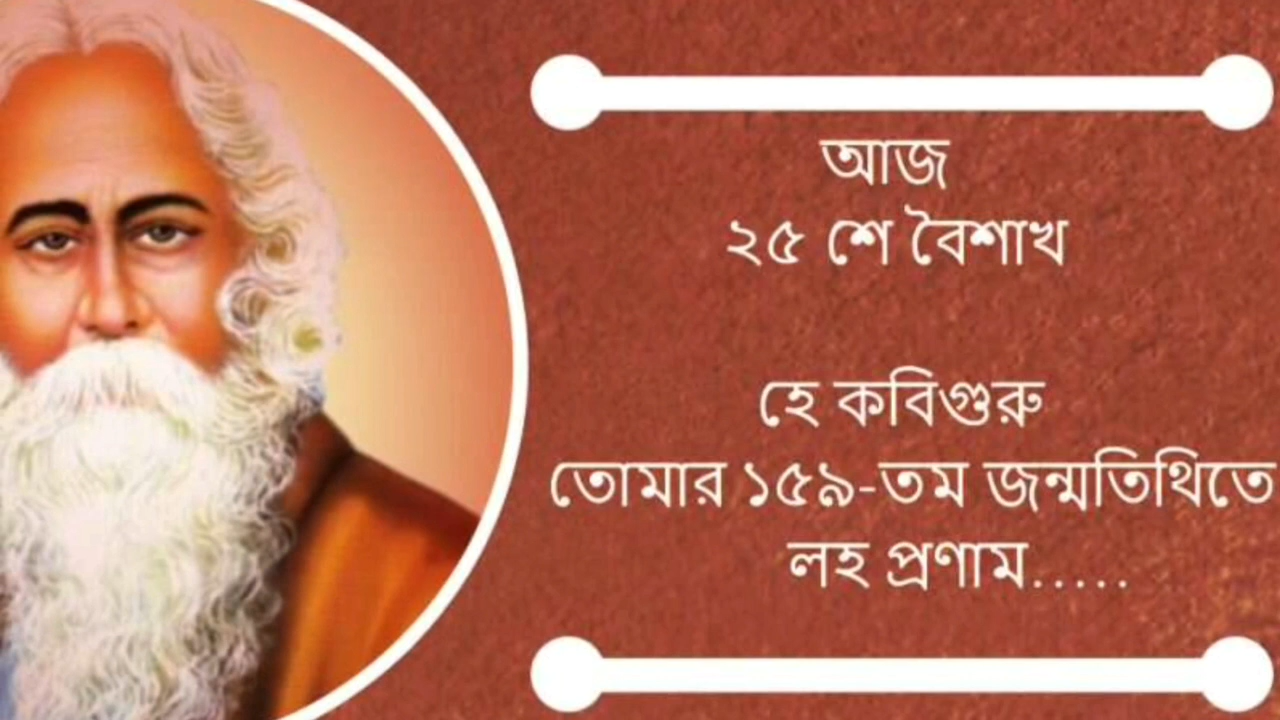 আজ
২৫ শে বৈশাখ
হে কবিগুরু
তোমার ১৫৯-তম জন্মতিথিতে
লহ প্রণাম.....